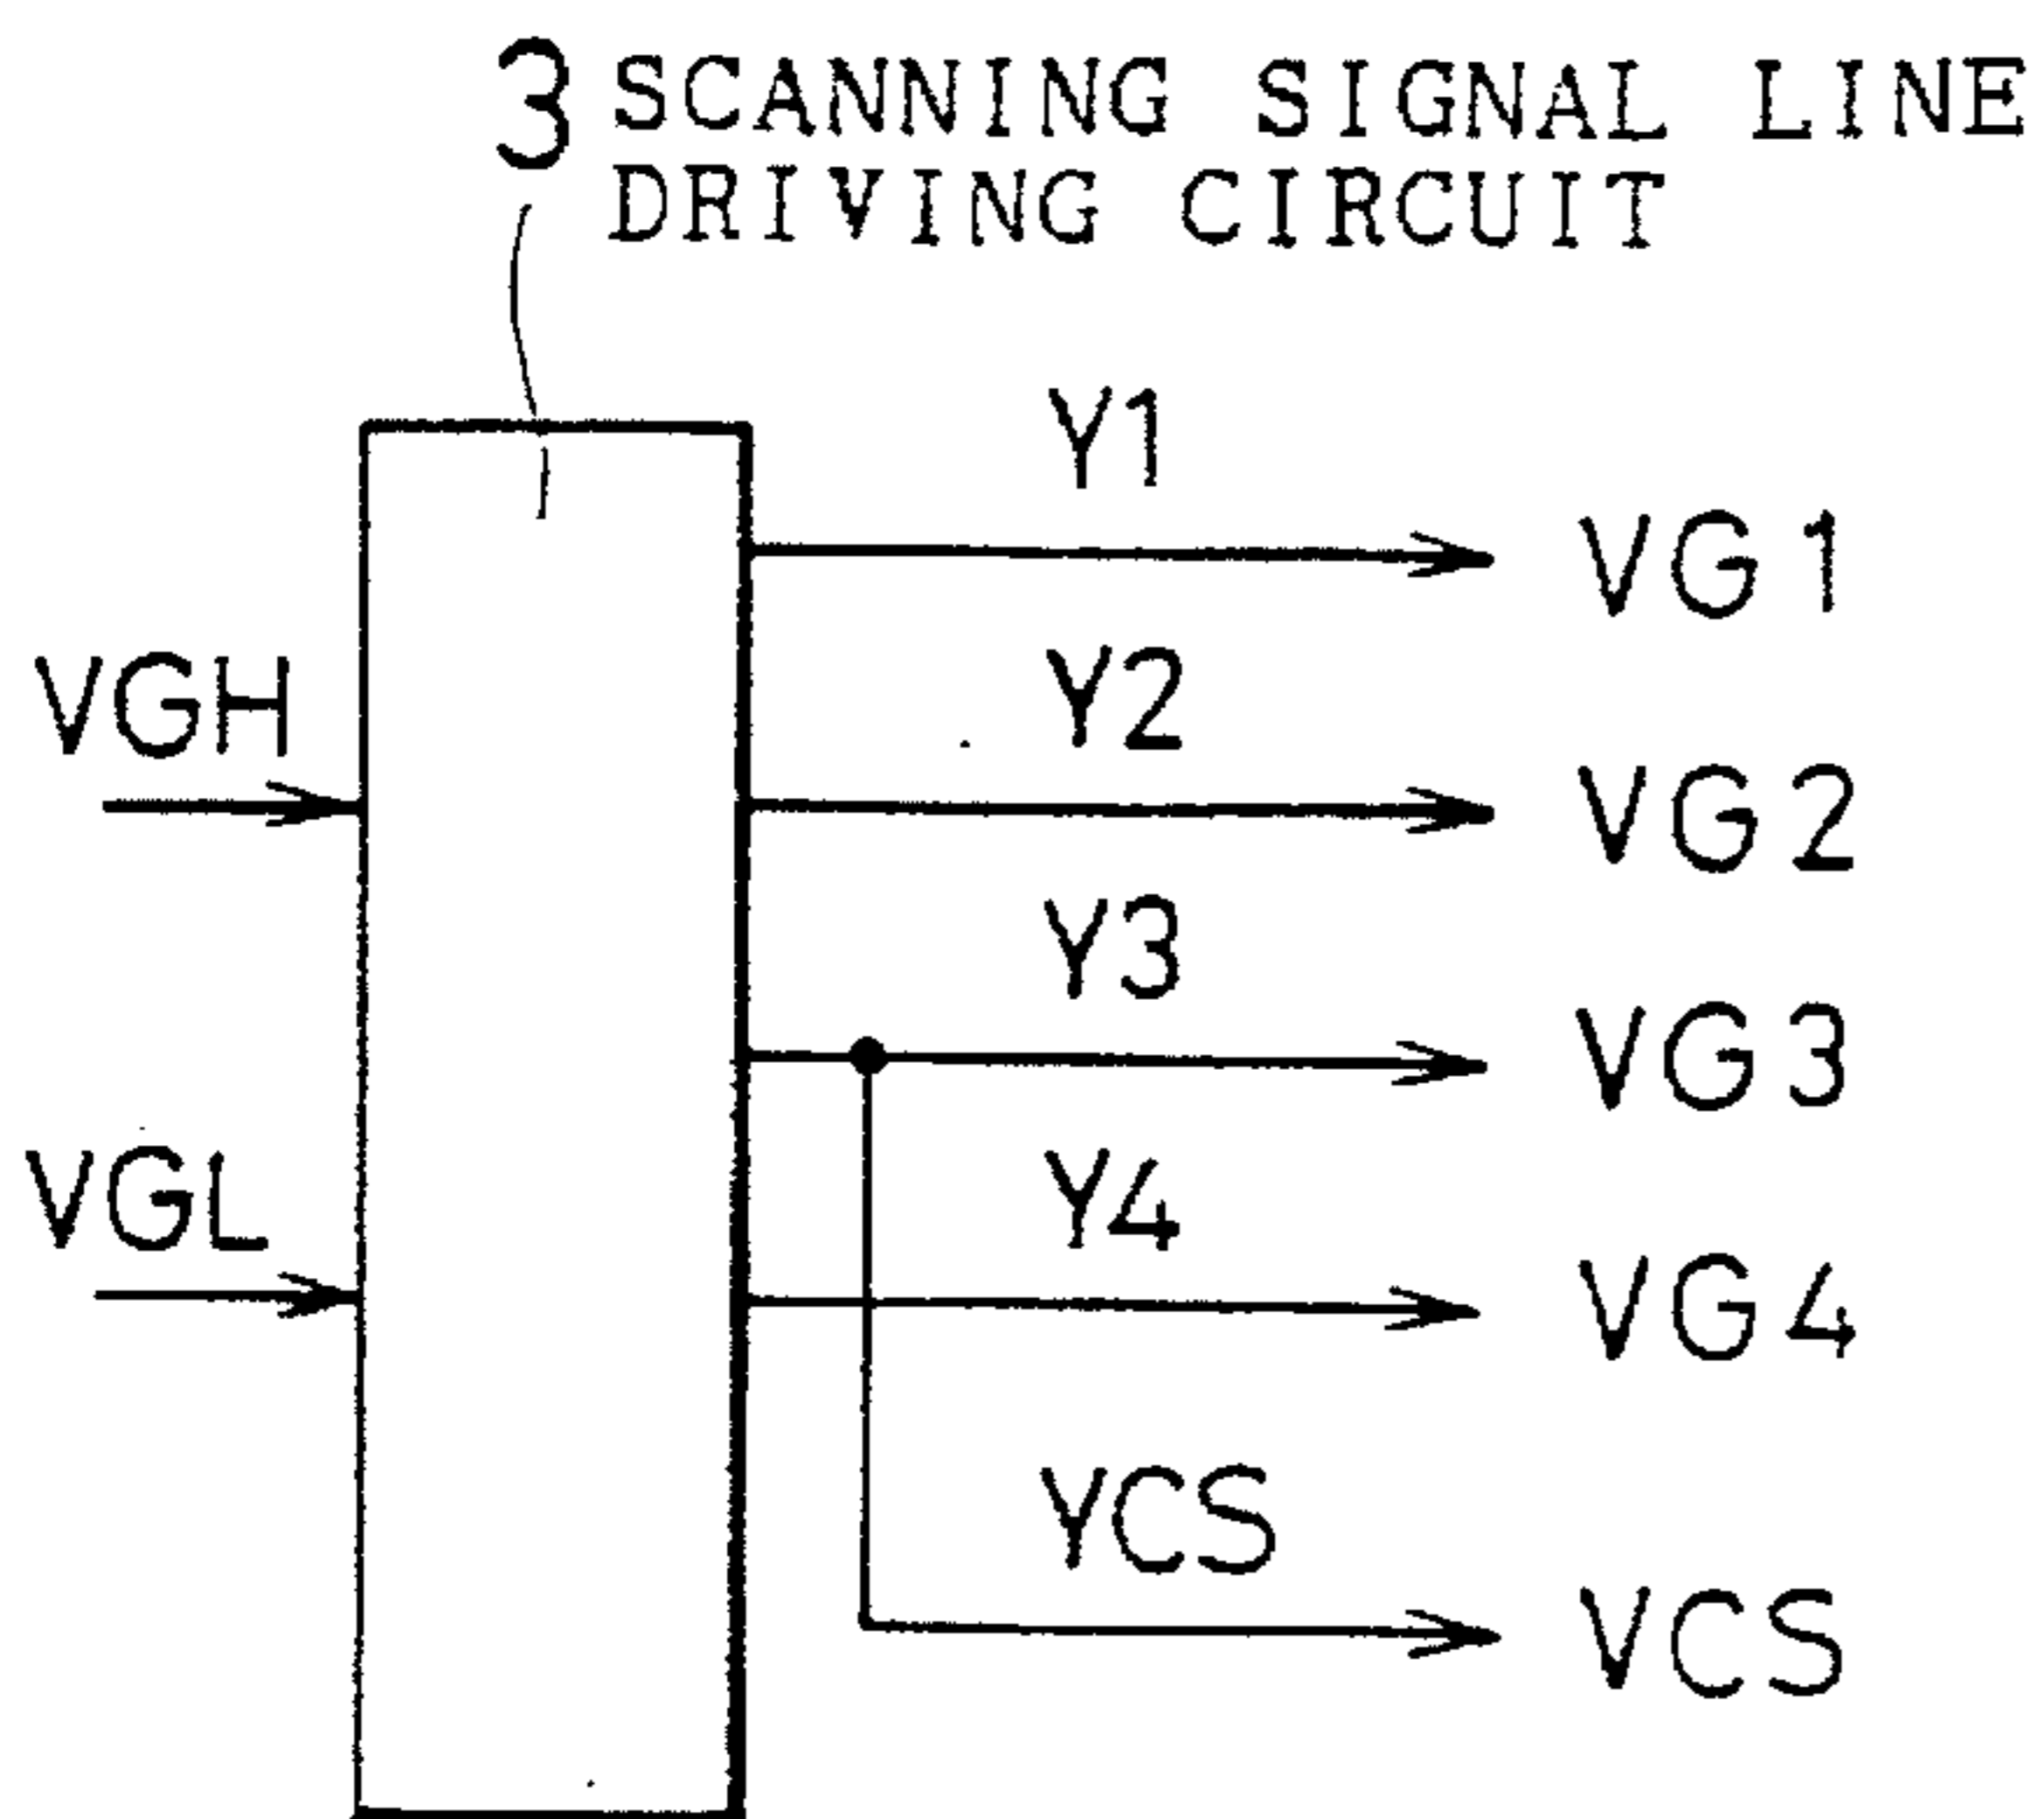 3 SCANNING SIGNAL LINE
DRIVING CIRCUIT
Y1
VG1
VGH
Y2
VG2
Y3
VG3
VGL
Y4
VG4
YCS
VCS